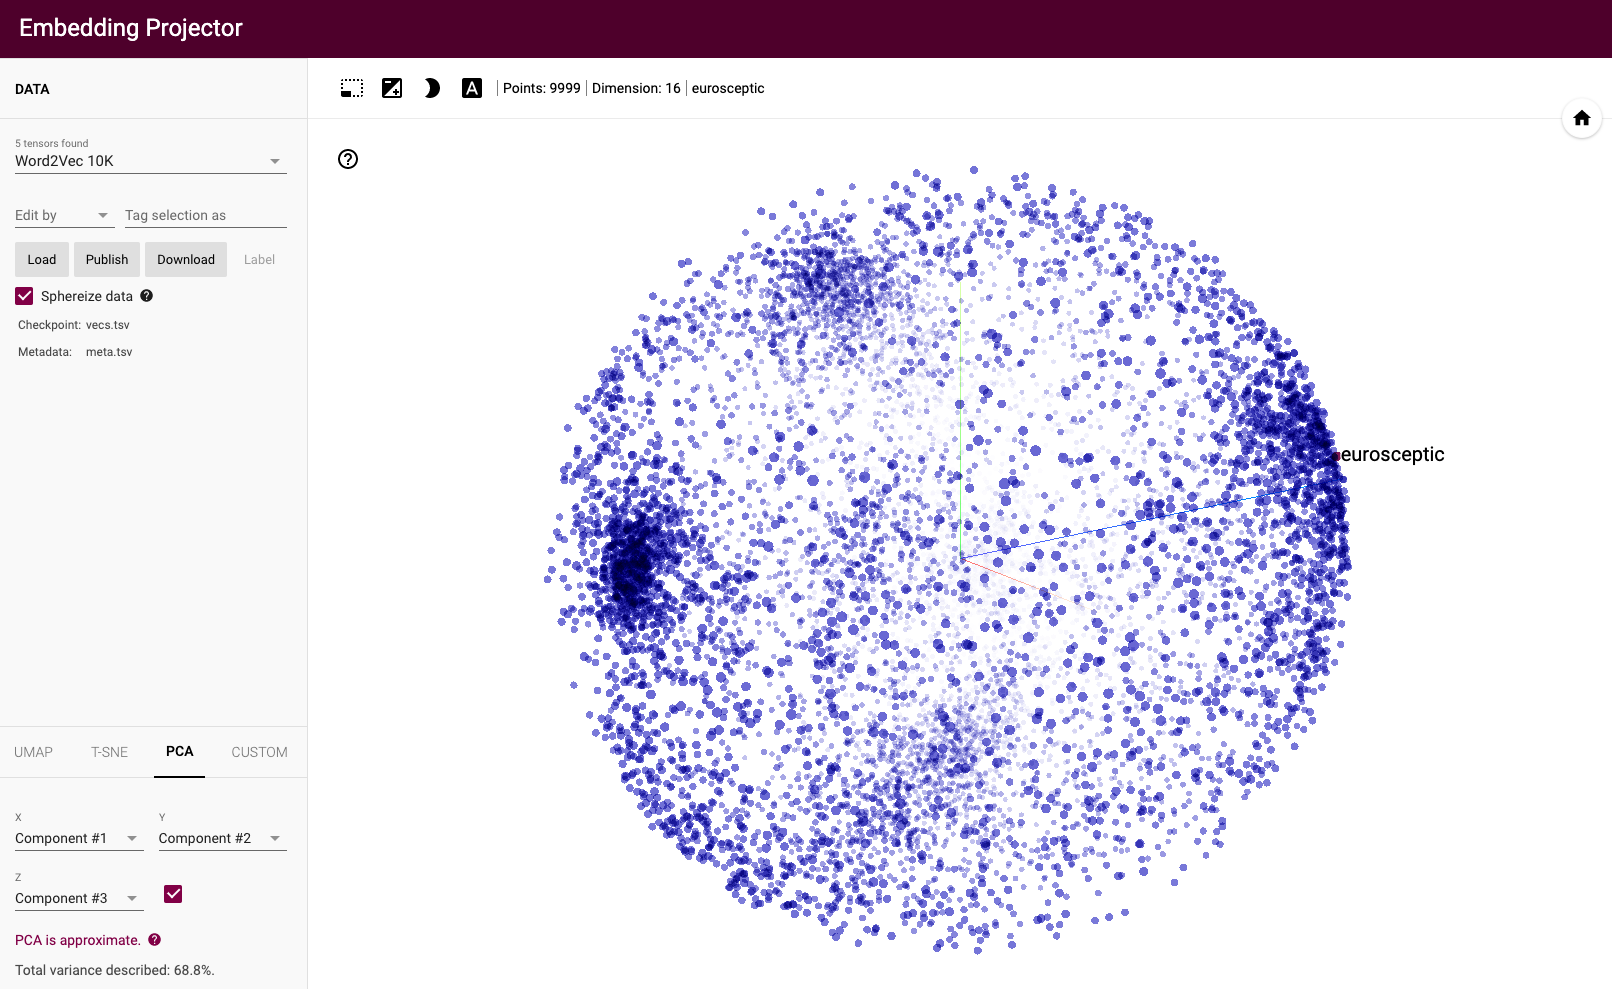 Embedding Projector
DATA
Points: 9999 | Dimension: 16 | eurosceptic
5 tensors found
Word2Vec 10K
Edit by
Tag selection as
Load
Publish
Download
Label
Sphereize data
Checkpoint: vecs.tsv
Metadata: meta.tsv
eurosceptic
UMAP
T-SNE
PCA
CUSTOM
X
Component #1
Y
Component #2
Z
Component #3
PCA is approximate.
Total variance described: 68.8%.